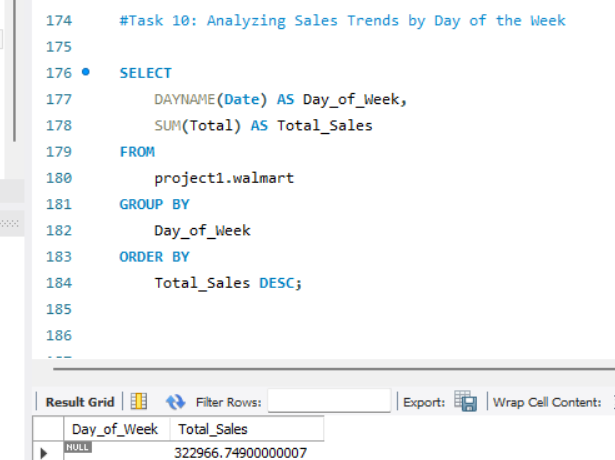 174 #Task 10: Analyzing Sales Trends by Day of the Week
175
176 SELECT
177 DAYNAME(Date) AS Day_of_Week,
178 SUM(Total) AS Total_Sales
179 FROM
180 project1.walmart
181 GROUP BY
182 Day_of_Week
183 ORDER BY
184 Total_Sales DESC;
185
186
Result Grid Filter Rows: Export: Wrap Cell Content:
Day_of_Week Total_Sales
NULL 322966.74900000007